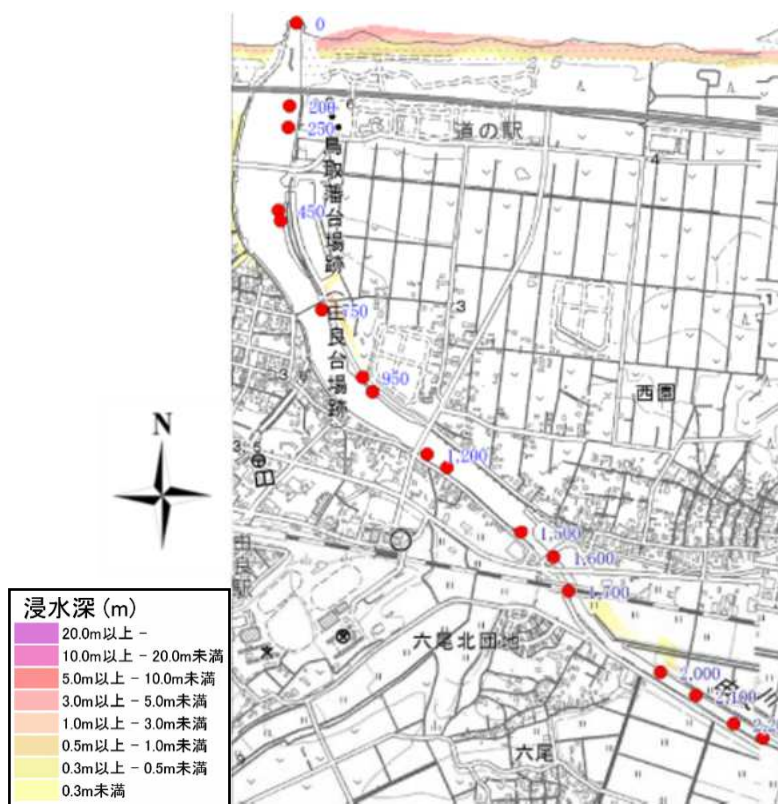 0
200
250
道の駅
鳥取藩台場跡
4
450
3
1
750
由良台場跡
950
3
西園
N
3.5
1,200
1,500
由良駅
1,600
1,700
浸水深 (m)
六尾北団地
20.0m以上 -
10.0m以上 - 20.0m未満
2,000
5.0m以上 - 10.0m未満
2,100
3.0m以上 - 5.0m未満
1.0m以上 - 3.0m未満
六尾
0.5m以上 - 1.0m未満
0.3m以上 - 0.5m未満
0.3m未満